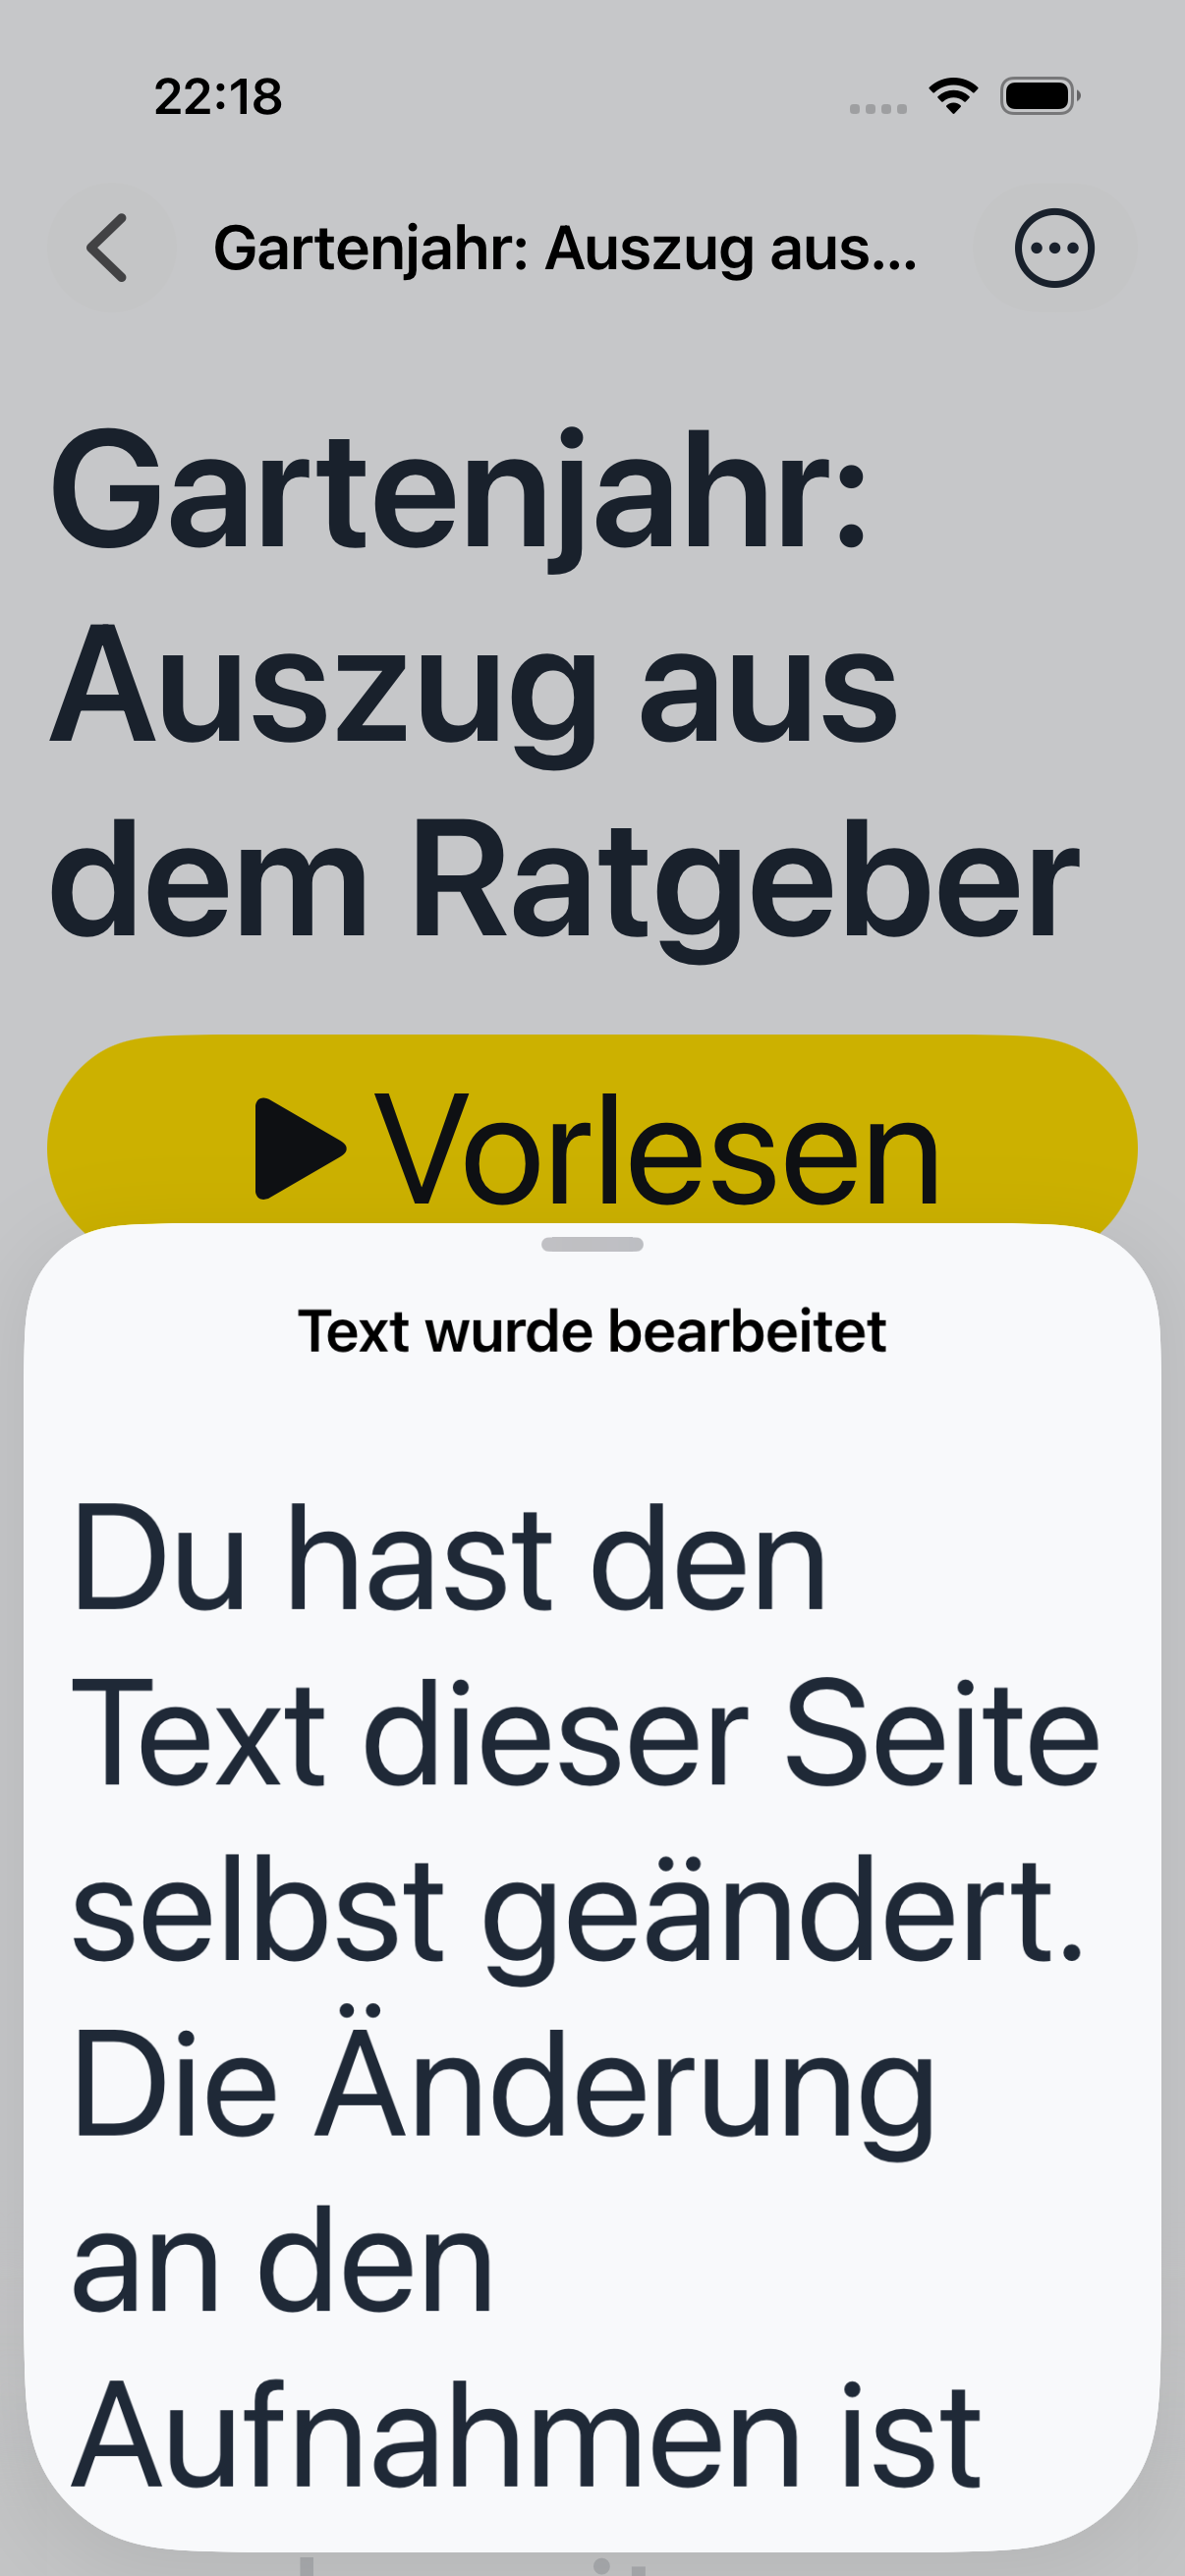 22:18
Gartenjahr: Auszug aus...
Gartenjahr:
Auszug aus
dem Ratgeber
Vorlesen
Text wurde bearbeitet
Du hast den
Text dieser Seite
selbst geändert.
Die Änderung
an den
Aufnahmen ist